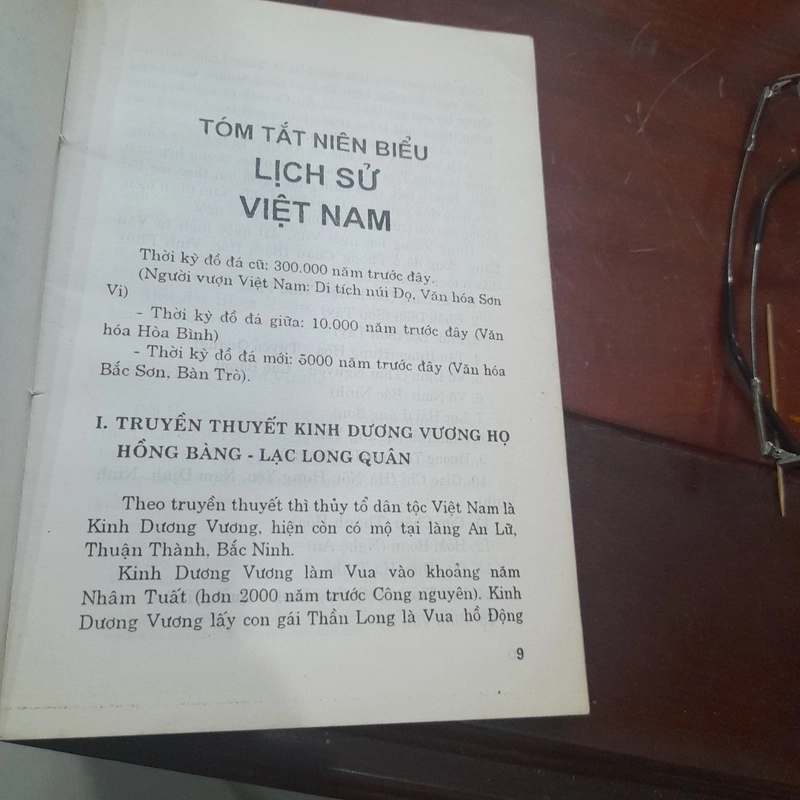 TÓM TẮT NIÊN BIỂU
LỊCH SỬ
VIỆT NAM
Thời kỳ đồ đá cũ: 300.000 năm trước đây.
(Người vượn Việt Nam: Di tích núi Đọ, Văn hóa Sơn
Vi)
- Thời kỳ đồ đá giữa: 10.000 năm trước đây (Văn
hóa Hòa Bình)
- Thời kỳ đồ đá mới: 5000 năm trước đây (Văn hóa
Bắc Sơn, Bàn Trò).
I. TRUYỀN THUYẾT KINH DƯƠNG VƯƠNG HỌ
HỒNG BÀNG - LẠC LONG QUÂN
Theo truyền thuyết thì thủy tổ dân tộc Việt Nam là
Kinh Dương Vương, hiện còn có mộ tại làng An Lữ,
Thuận Thành, Bắc Ninh.
Kinh Dương Vương làm Vua vào khoảng năm
Nhâm Tuất (hơn 2000 năm trước Công nguyên). Kinh
Dương Vương lấy con gái Thần Long là Vua hồ Động
9